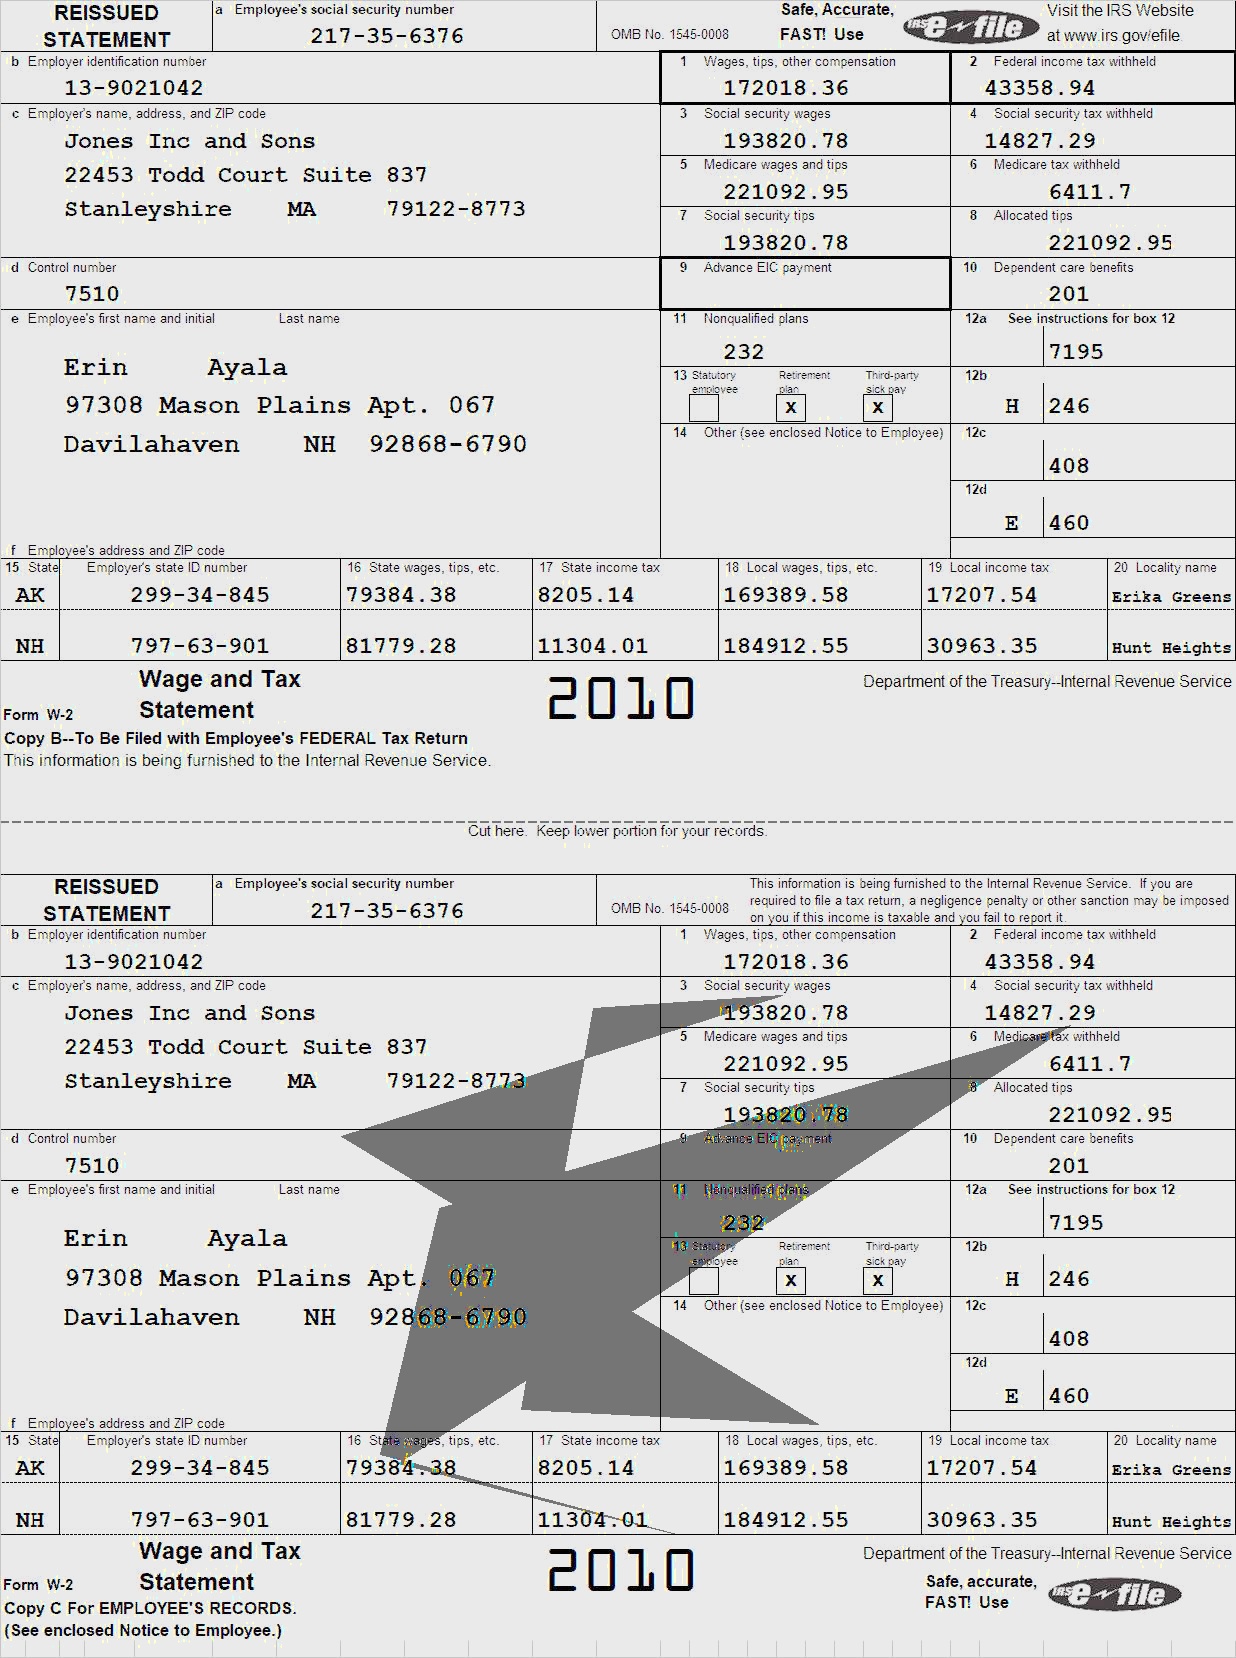 REISSUED STATEMENT
a Employee's social security number
217-35-6376
OMB No. 1545-0008
Safe, Accurate,
FAST! Use
IRS e-file
Visit the IRS Website
at www.irs gov/efile
b Employer identification number
13-9021042
1 Wages, tips, other compensation
172018.36
2 Federal income tax withheld
43358.94
c Employer's name, address, and ZIP code
Jones Inc and Sons
22453 Todd Court Suite 837
Stanleyshire MA 79122-8773
3 Social security wages
193820.78
4 Social security tax withheld
14827.29
5 Medicare wages and tips
221092.95
6 Medicare tax withheld
6411.7
7 Social security tips
193820.78
8 Allocated tips
221092.95
d Control number
7510
9 Advance EIC payment
10 Dependent care benefits
201
e Employee's first name and initial Last name
Erin Ayala
97308 Mason Plains Apt. 067
Davilahaven NH 92868-6790
11 Nonqualified plans
232
12a See instructions for box 12
7195
13 Statutory employee
Retirement plan
X
Third-party sick pay
X
12b
H 246
14 Other (see enclosed Notice to Employee)
12c
408
12d
E 460
f Employee's address and ZIP code
15 State Employer's state ID number 16 State wages, tips, etc. 17 State income tax 18 Local wages, tips, etc. 19 Local income tax 20 Locality name
AK 299-34-845 79384.38 8205.14 169389.58 17207.54 Erika Greens
NH 797-63-901 81779.28 11304.01 184912.55 30963.35 Hunt Heights
Form W-2
Wage and Tax
Statement
2010
Department of the Treasury--Internal Revenue Service
Copy B--To Be Filed with Employee's FEDERAL Tax Return
This information is being furnished to the Internal Revenue Service.
Cut here. Keep lower portion for your records.
REISSUED STATEMENT
a Employee's social security number
217-35-6376
OMB No. 1545-0008
This information is being furnished to the Internal Revenue Service. If you are
required to file a tax return, a negligence penalty or other sanction may be imposed
on you if this income is taxable and you fail to report it.
b Employer identification number
13-9021042
1 Wages, tips, other compensation
172018.36
2 Federal income tax withheld
43358.94
c Employer's name, address, and ZIP code
Jones Inc and Sons
22453 Todd Court Suite 837
Stanleyshire MA 79122-8773
3 Social security wages
193820.78
4 Social security tax withheld
14827.29
5 Medicare wages and tips
221092.95
6 Medicare tax withheld
6411.7
7 Social security tips
193820.78
8 Allocated tips
221092.95
d Control number
7510
9 Advance EIC payment
10 Dependent care benefits
201
e Employee's first name and initial Last name
Erin Ayala
97308 Mason Plains Apt. 067
Davilahaven NH 92868-6790
11 Nonqualified plans
232
12a See instructions for box 12
7195
13 Statutory employee
Retirement plan
X
Third-party sick pay
X
12b
H 246
14 Other (see enclosed Notice to Employee)
12c
408
12d
E 460
f Employee's address and ZIP code
15 State Employer's state ID number 16 State wages, tips, etc. 17 State income tax 18 Local wages, tips, etc. 19 Local income tax 20 Locality name
AK 299-34-845 79384.38 8205.14 169389.58 17207.54 Erika Greens
NH 797-63-901 81779.28 11304.01 184912.55 30963.35 Hunt Heights
Form W-2
Wage and Tax
Statement
2010
Department of the Treasury--Internal Revenue Service
Safe, accurate,
FAST! Use
IRS e-file
Copy C For EMPLOYEE'S RECORDS.
(See enclosed Notice to Employee.)